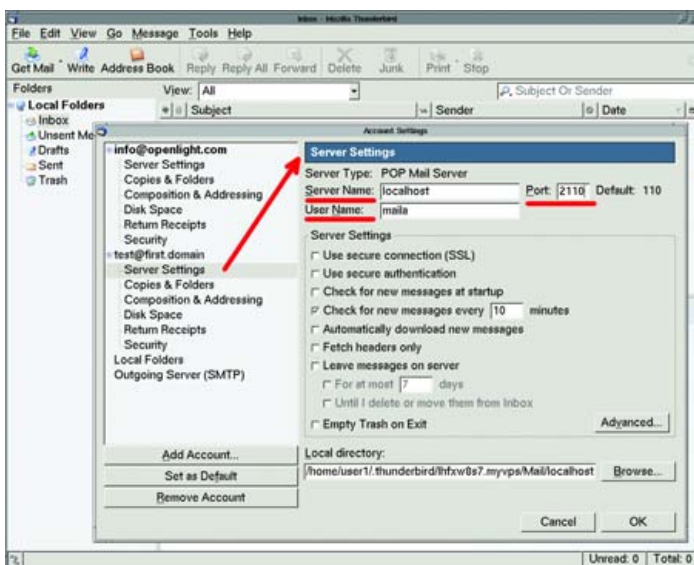 Inbox - Mozilla Thunderbird
File Edit View Go Message Tools Help
Get Mail Write Address Book Reply Reply All Forward Delete Junk Print Stop
Folders
View: All
Subject Or Sender
Local Folders
Subject
Sender
Date
Inbox
Unsent Me
Drafts
Sent
Trash
Account Settings
info@openlight.com
Server Settings
Copies & Folders
Composition & Addressing
Disk Space
Return Receipts
Security
test@first.domain
Server Settings
Copies & Folders
Composition & Addressing
Disk Space
Return Receipts
Security
Local Folders
Outgoing Server (SMTP)
Add Account...
Set as Default
Remove Account
Server Settings
Server Type: POP Mail Server
Server Name: localhost Port: 2110 Default: 110
User Name: maila
Server Settings
Use secure connection (SSL)
Use secure authentication
Check for new messages at startup
Check for new messages every 10 minutes
Automatically download new messages
Fetch headers only
Leave messages on server
For at most 7 days
Until I delete or move them from Inbox
Empty Trash on Exit
Advanced...
Local directory:
/home/user1/.thunderbird/lhfxw8s7.myvps/Mail/localhost Browse...
Cancel OK
Unread: 0 Total: 0